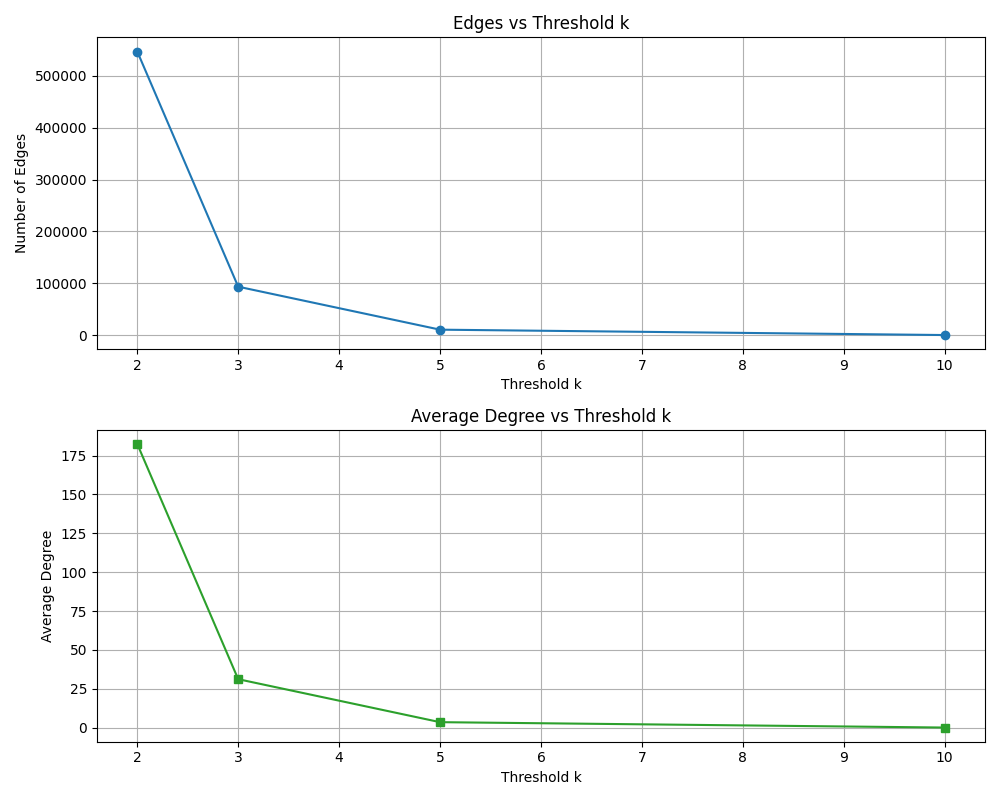 Edges vs Threshold k
500000
400000
300000
200000
100000
0
Number of Edges
2 3 4 5 6 7 8 9 10
Threshold k
Average Degree vs Threshold k
175
150
125
100
75
50
25
0
Average Degree
2 3 4 5 6 7 8 9 10
Threshold k